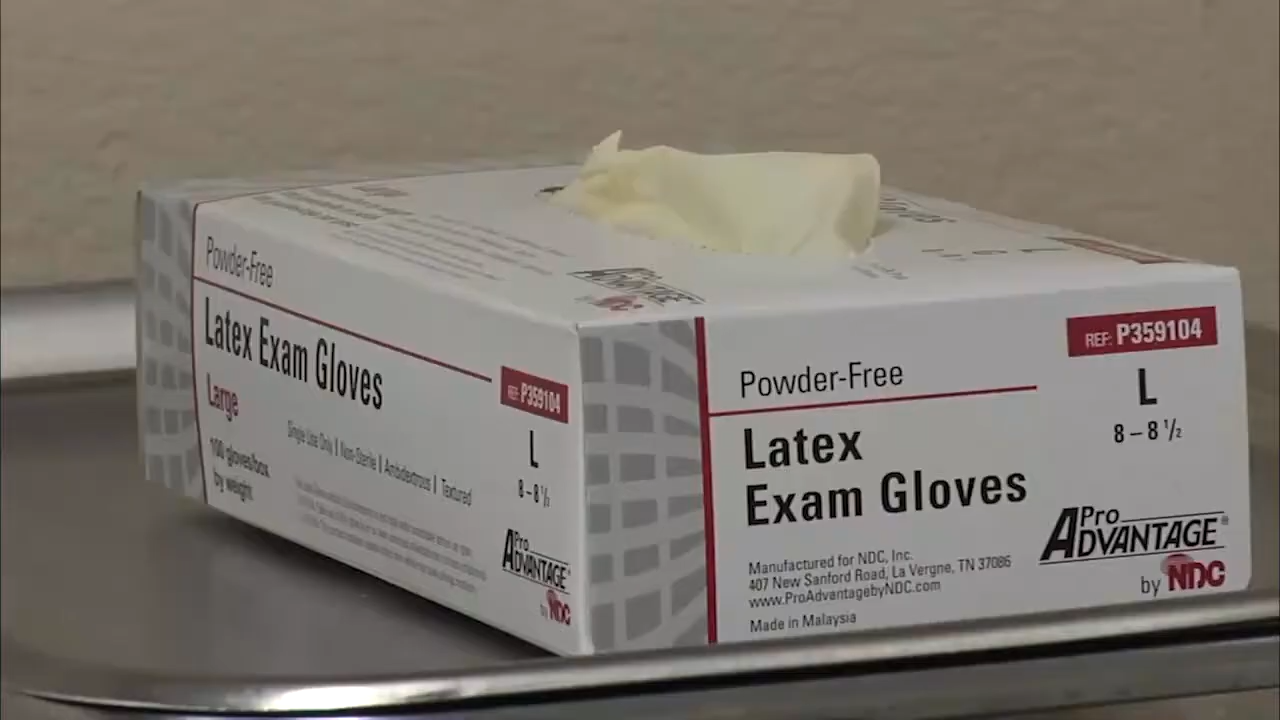 Powder-Free
Latex Exam Gloves
Large
100 gloves/box
by weight
Single Use Only | Non-Sterile | Ambidextrous | Textured
REF: P359104
L
8 – 8 ½
Pro
ADVANTAGE®
by NDC
Pro
ADVANTAGE
Powder-Free
Latex
Exam Gloves
Manufactured for NDC, Inc.
407 New Sanford Road, La Vergne, TN 37086
www.ProAdvantagebyNDC.com
Made in Malaysia
REF: P359104
L
8 – 8 ½
Pro
ADVANTAGE®
by NDC